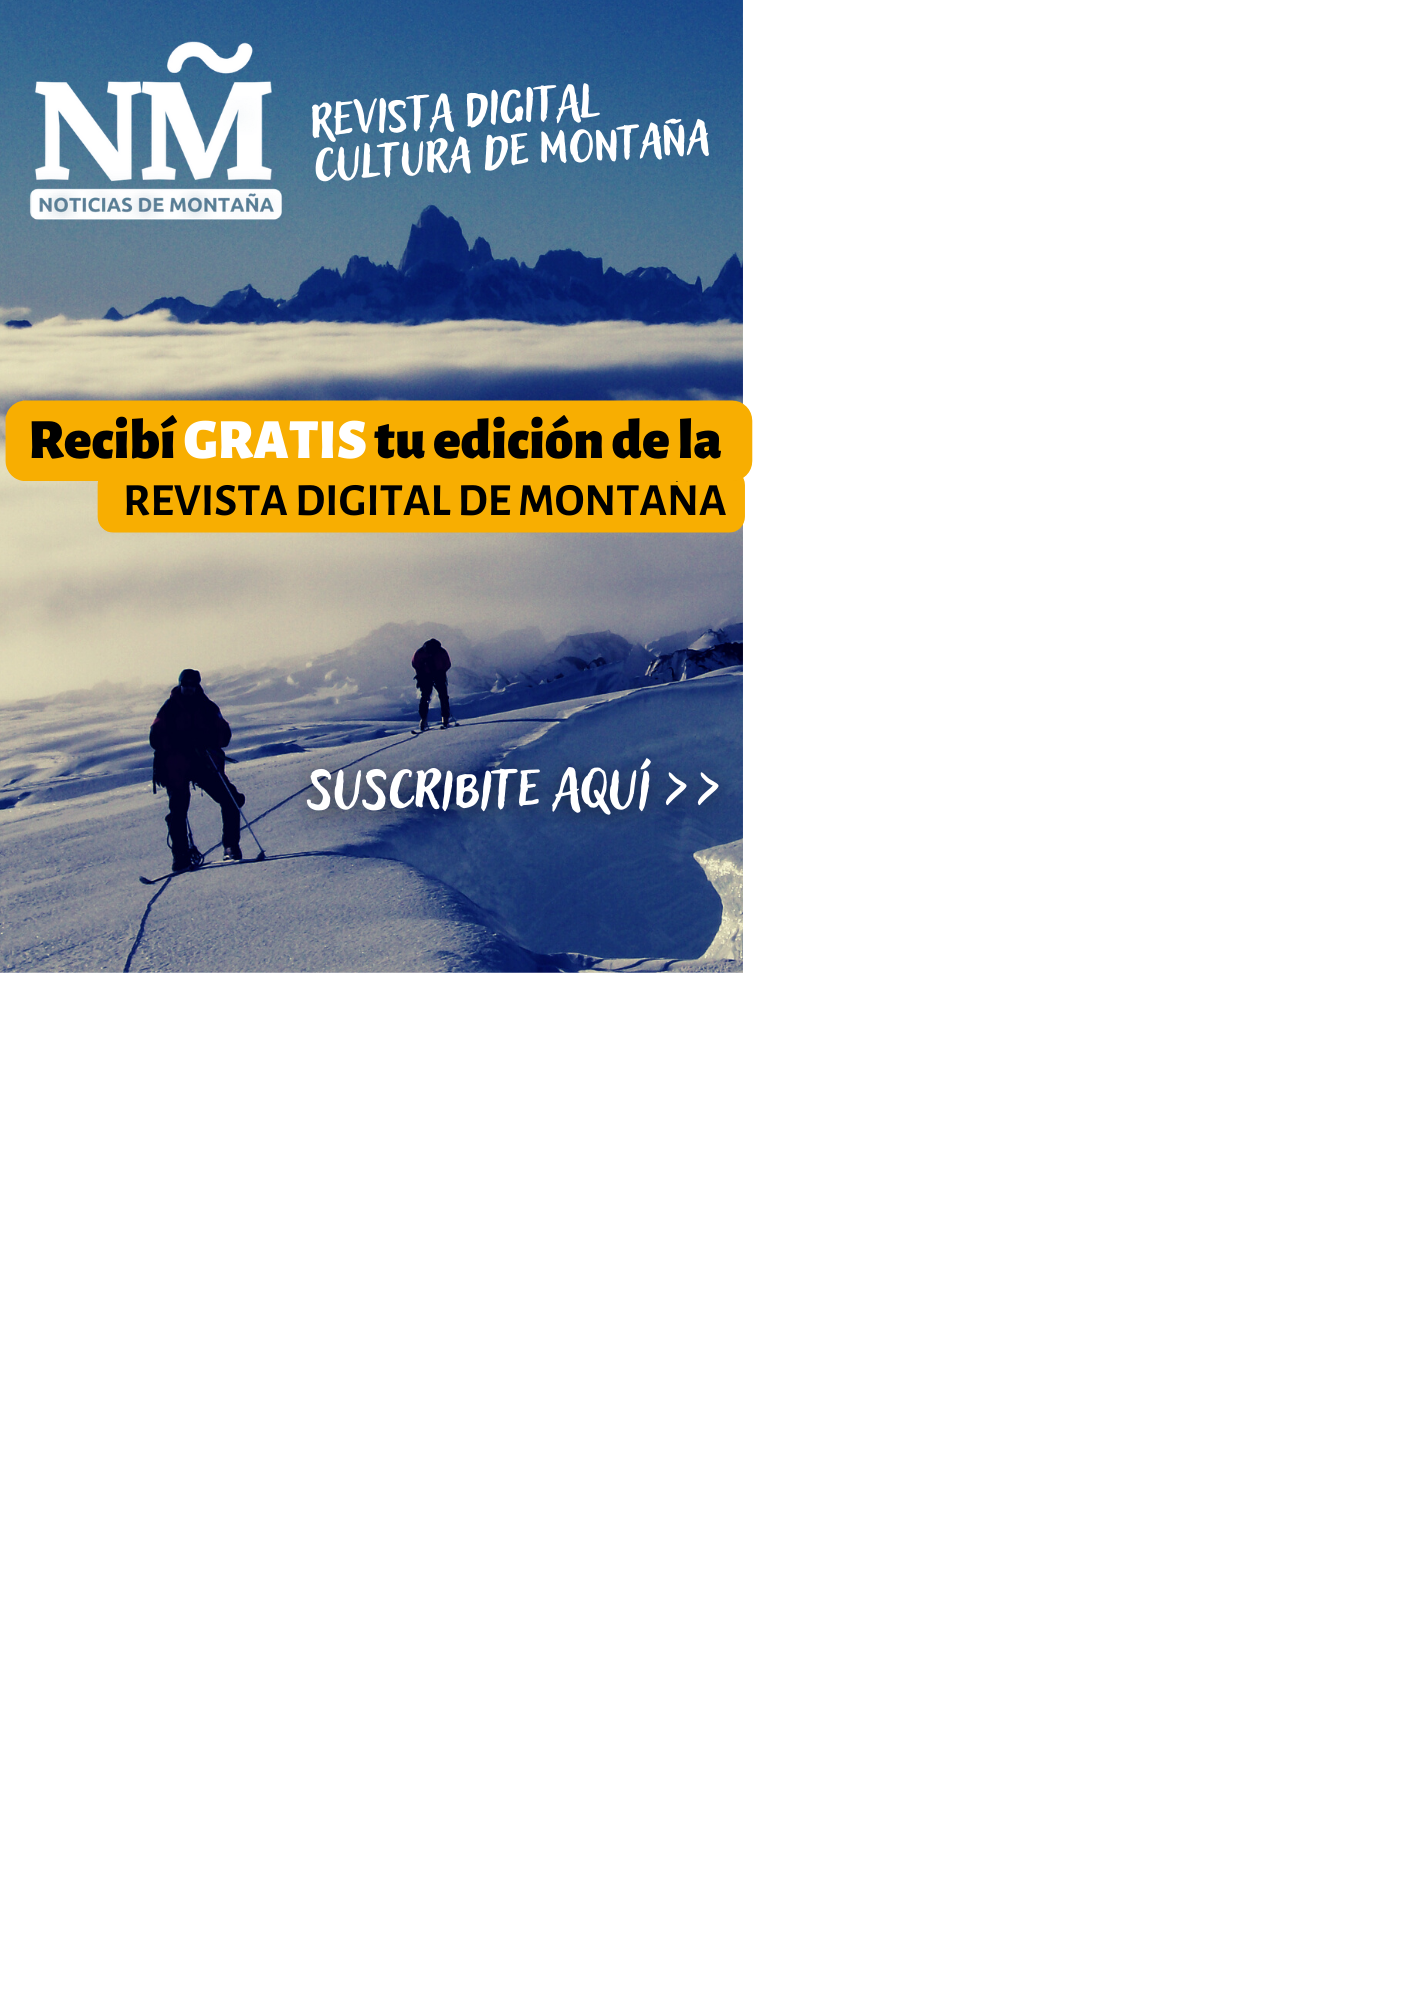 NM̃
NOTICIAS DE MONTAÑA
REVISTA DIGITAL
CULTURA DE MONTAÑA
Recibí GRATIS tu edición de la
REVISTA DIGITAL DE MONTAÑA
SUSCRIBITE AQUÍ >>